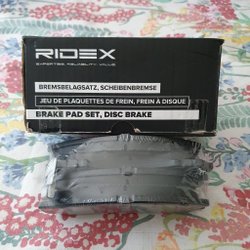 RIDEX
EXPERTISE. RELIABILITY. VALUE.
BREMSBELAGSATZ, SCHEIBENBREMSE
JEU DE PLAQUETTES DE FREIN, FREIN À DISQUE
BRAKE PAD SET, DISC BRAKE